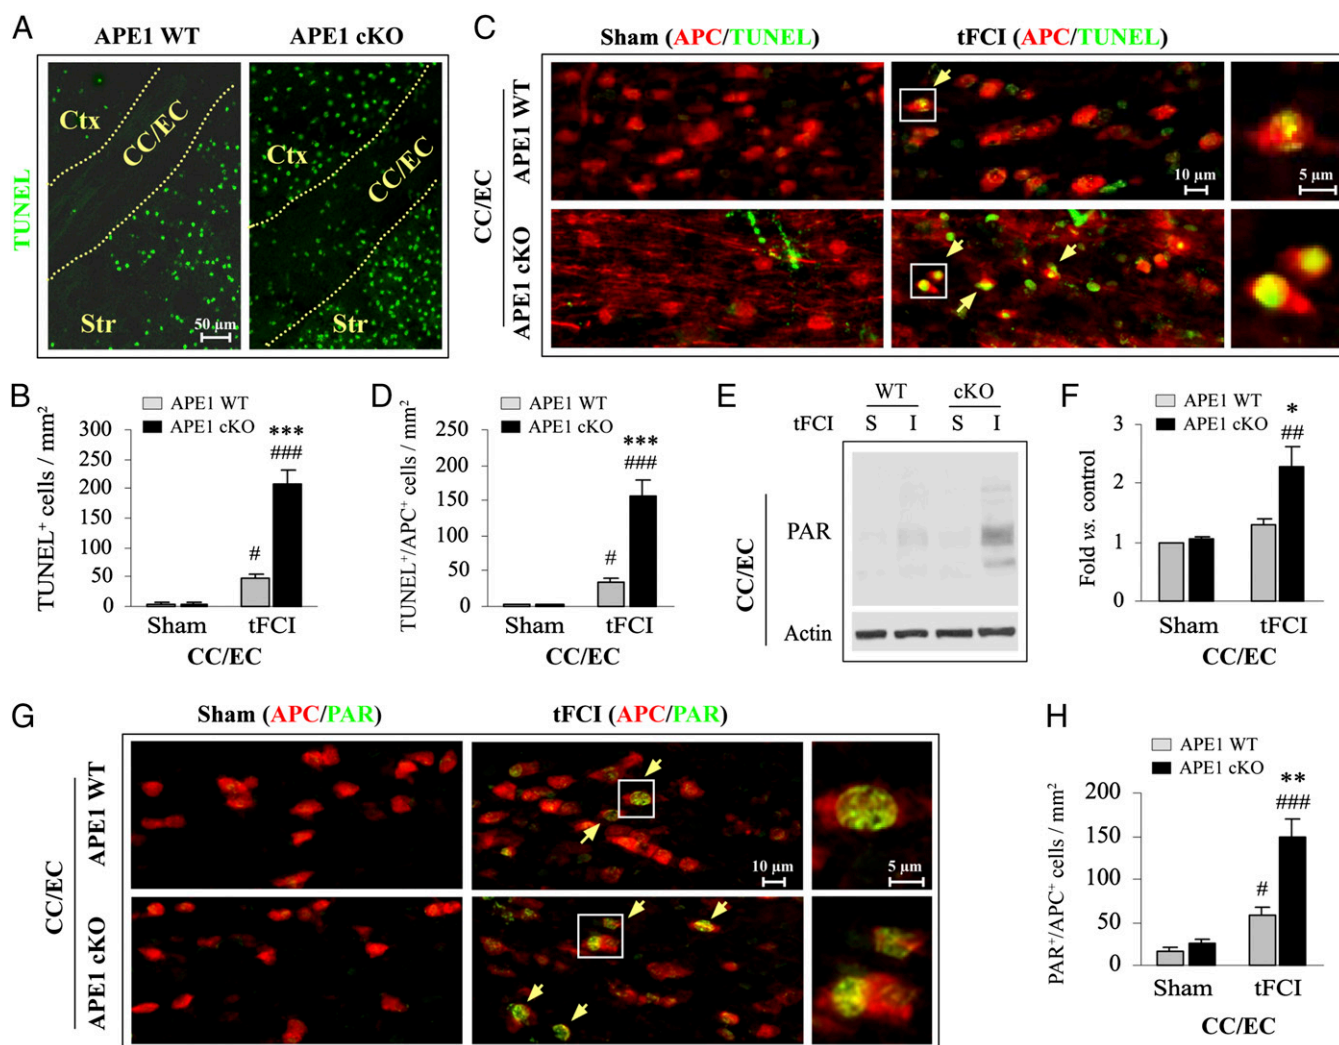 A
APE1 WT
APE1 cKO
TUNEL
Ctx
CC/EC
Str
50 µm
Ctx
CC/EC
Str
C
Sham (APC/TUNEL)
tFCI (APC/TUNEL)
CC/EC
APE1 WT
APE1 cKO
10 µm
5 µm
B
TUNEL⁺ cells / mm²
APE1 WT
APE1 cKO
300
250
200
150
100
50
0
***
###
#
Sham
tFCI
CC/EC
D
TUNEL⁺/APC⁺ cells / mm²
APE1 WT
APE1 cKO
250
200
150
100
50
0
***
###
#
Sham
tFCI
CC/EC
E
WT
cKO
tFCI
S
I
S
I
CC/EC
PAR
Actin
F
Fold vs. control
APE1 WT
APE1 cKO
3
2
1
0
*
##
Sham
tFCI
CC/EC
G
Sham (APC/PAR)
tFCI (APC/PAR)
CC/EC
APE1 WT
APE1 cKO
10 µm
5 µm
H
PAR⁺/APC⁺ cells / mm²
APE1 WT
APE1 cKO
200
150
100
50
0
**
###
#
Sham
tFCI
CC/EC